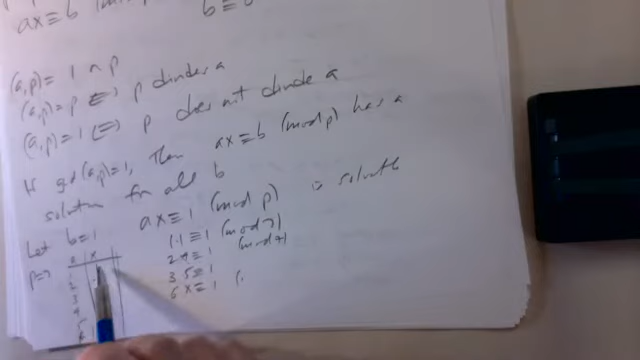 ax ≡ b
b ≡
(a,p) = 1 or p
(a,p) = p ⟺ p divides a
(a,p) = 1 ⟺ p does not divide a
If gcd(a,p)=1, then ax ≡ b (mod p) has a
solution for all b
Let b=1 ax ≡ 1 (mod p) is solvable
p=7
a x
1
2
3
4
5
6
1·1 ≡ 1 (mod 7)
2·4 ≡ 1 (mod 7)
3·5 ≡ 1
6 x ≡ 1 (